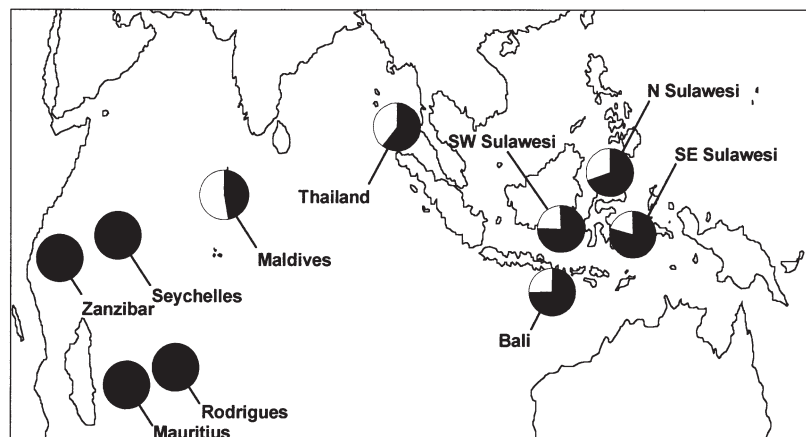 N Sulawesi
SW Sulawesi
SE Sulawesi
Thailand
Maldives
Seychelles
Zanzibar
Bali
Rodrigues
Mauritius